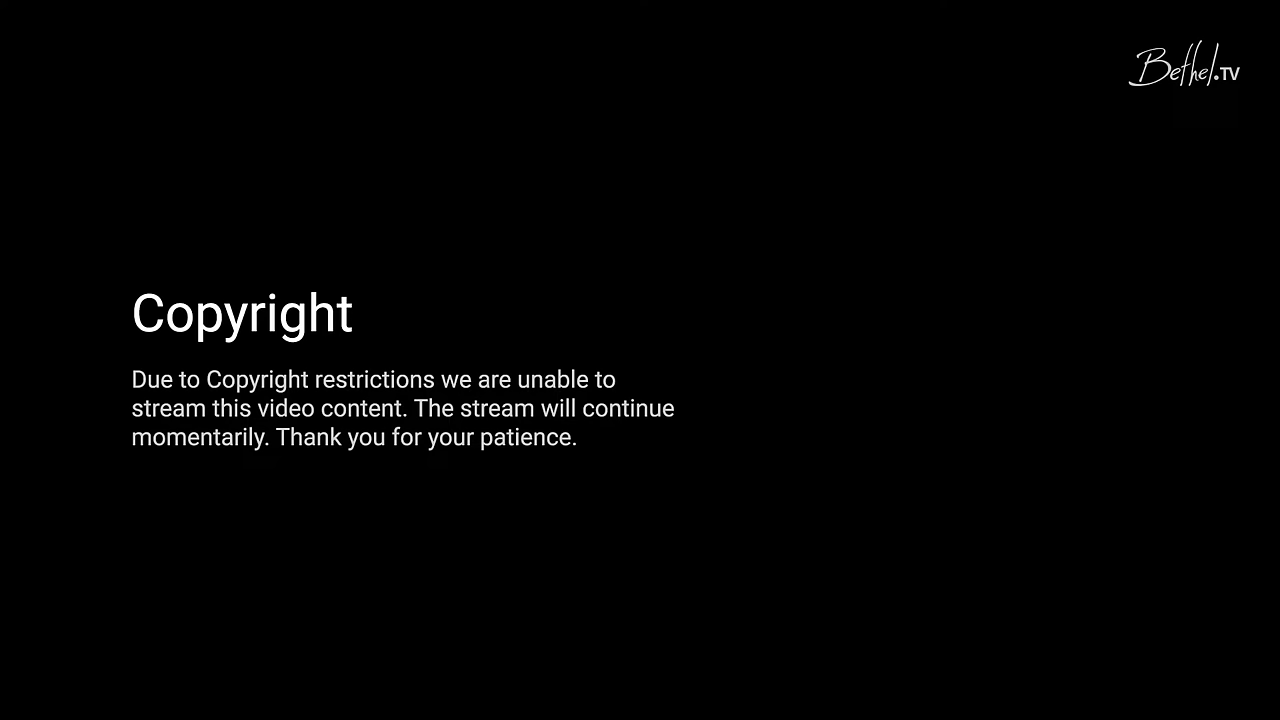 Bethel.TV
Copyright
Due to Copyright restrictions we are unable to
stream this video content. The stream will continue
momentarily. Thank you for your patience.